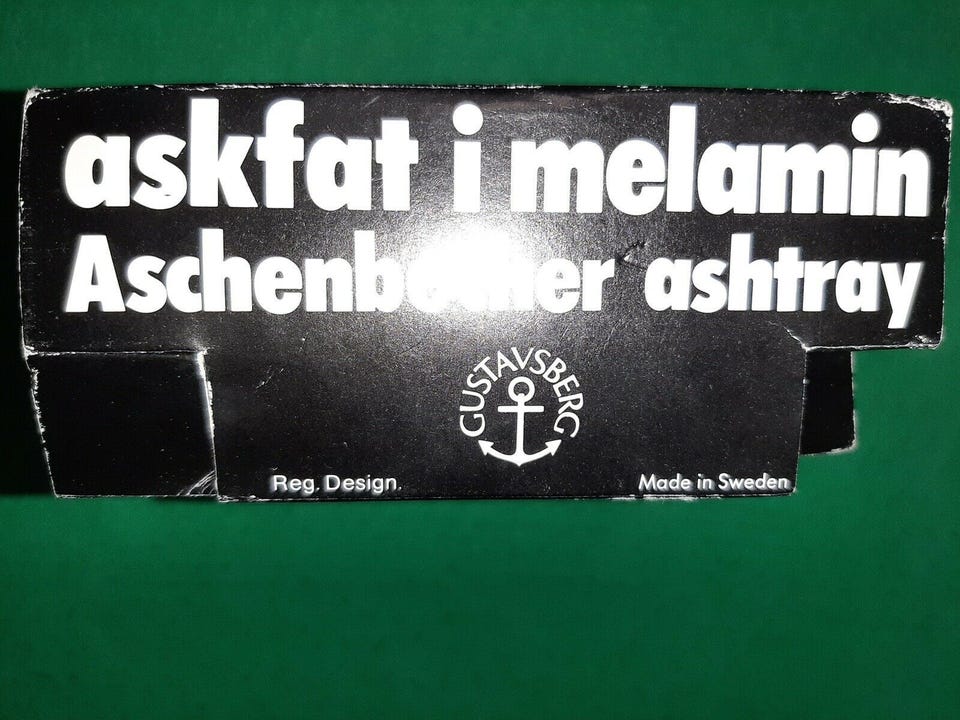 askfat i melamin
ashtray
GUSTAVSBERG
Reg. Design.
Made in Sweden